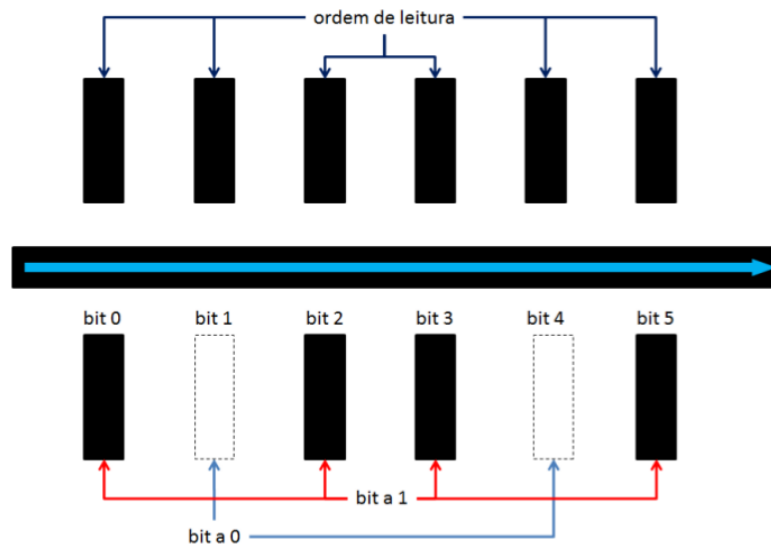 ordem de leitura
bit 0 bit 1 bit 2 bit 3 bit 4 bit 5
bit a 1
bit a 0